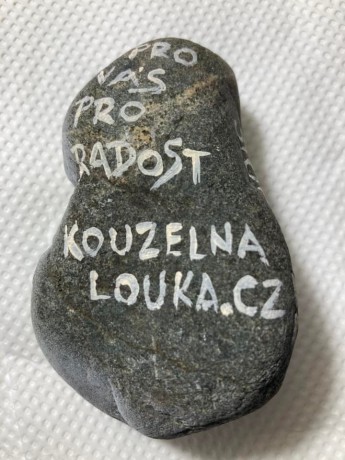 PRO
VÁS
PRO
RADOST
KOUZELNA
LOUKA.CZ